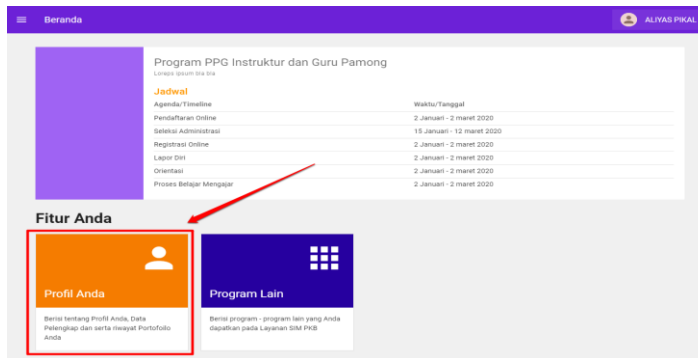 Beranda
ALIYAS PIKAL
Program PPG Instruktur dan Guru Pamong
Loreps ipsum bla bla
Jadwal
Agenda/Timeline Waktu/Tanggal
Pendaftaran Online 2 Januari - 2 maret 2020
Seleksi Administrasi 15 Januari - 12 maret 2020
Registrasi Online 2 Januari - 2 maret 2020
Lapor Diri 2 Januari - 2 maret 2020
Orientasi 2 Januari - 2 maret 2020
Proses Belajar Mengajar 2 Januari - 2 maret 2020
Fitur Anda
Profil Anda
Berisi tentang Profil Anda, Data
Pelengkap dan serta riwayat Portofoilo
Anda
Program Lain
Berisi program - program lain yang Anda
dapatkan pada Layanan SIM PKB